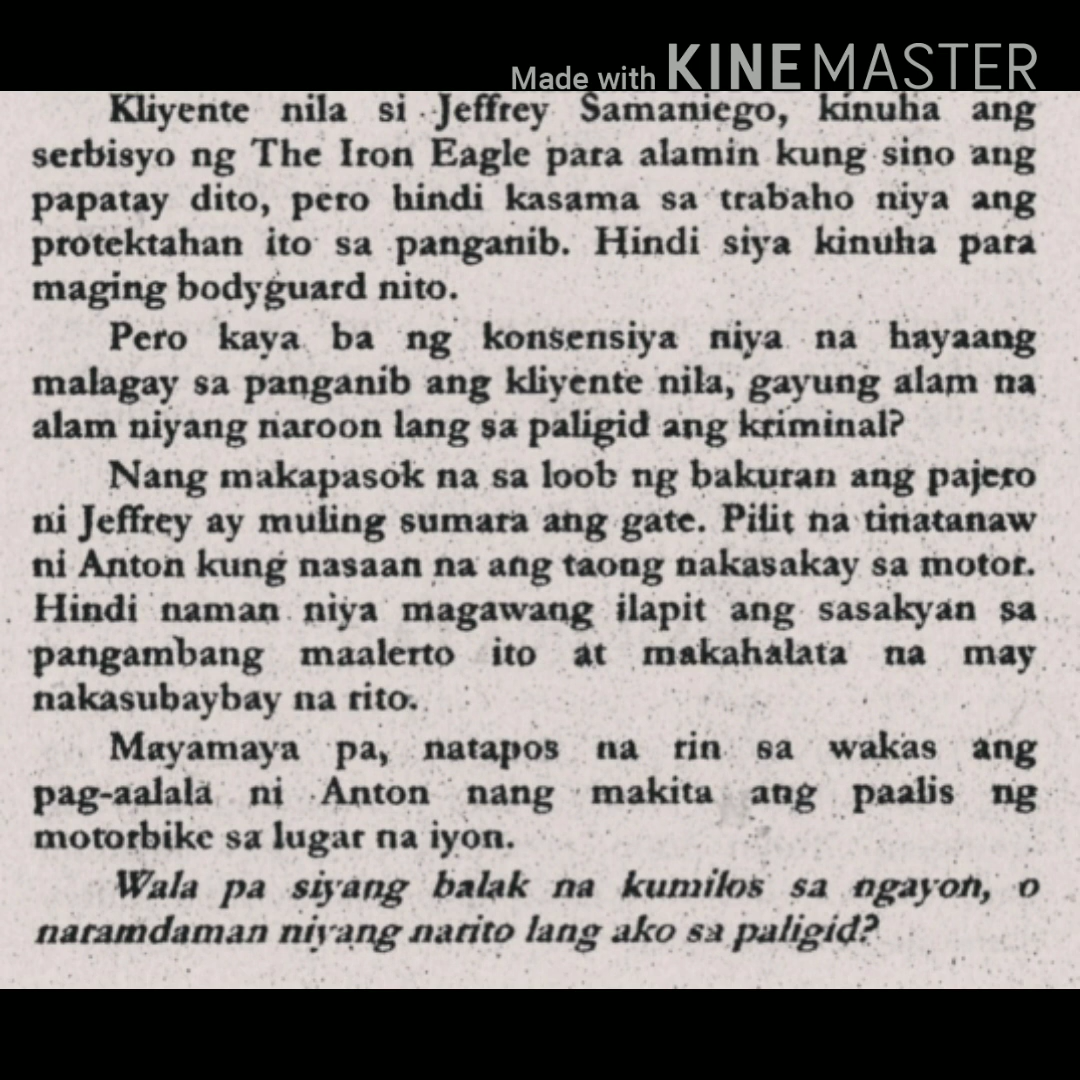 Made with KINEMASTER
Kliyente nila si Jeffrey Samaniego, kinuha ang
serbisyo ng The Iron Eagle para alamin kung sino ang
papatay dito, pero hindi kasama sa trabaho niya ang
protektahan ito sa panganib. Hindi siya kinuha para
maging bodyguard nito.
Pero kaya ba ng konsensiya niya na hayaang
malagay sa panganib ang kliyente nila, gayung alam na
alam niyang naroon lang sa paligid ang kriminal?
Nang makapasok na sa loob ng bakuran ang pajero
ni Jeffrey ay muling sumara ang gate. Pilit na tinatanaw
ni Anton kung nasaan na ang taong nakasakay sa motor.
Hindi naman niya magawang ilapit ang sasakyan sa
pangambang maalerto ito at makahalata na may
nakasubaybay na rito.
Mayamaya pa, natapos na rin sa wakas ang
pag-aalala ni Anton nang makita ang paalis ng
motorbike sa lugar na iyon.
Wala pa siyang balak na kumilos sa ngayon, o
naramdaman niyang narito lang ako sa paligid?